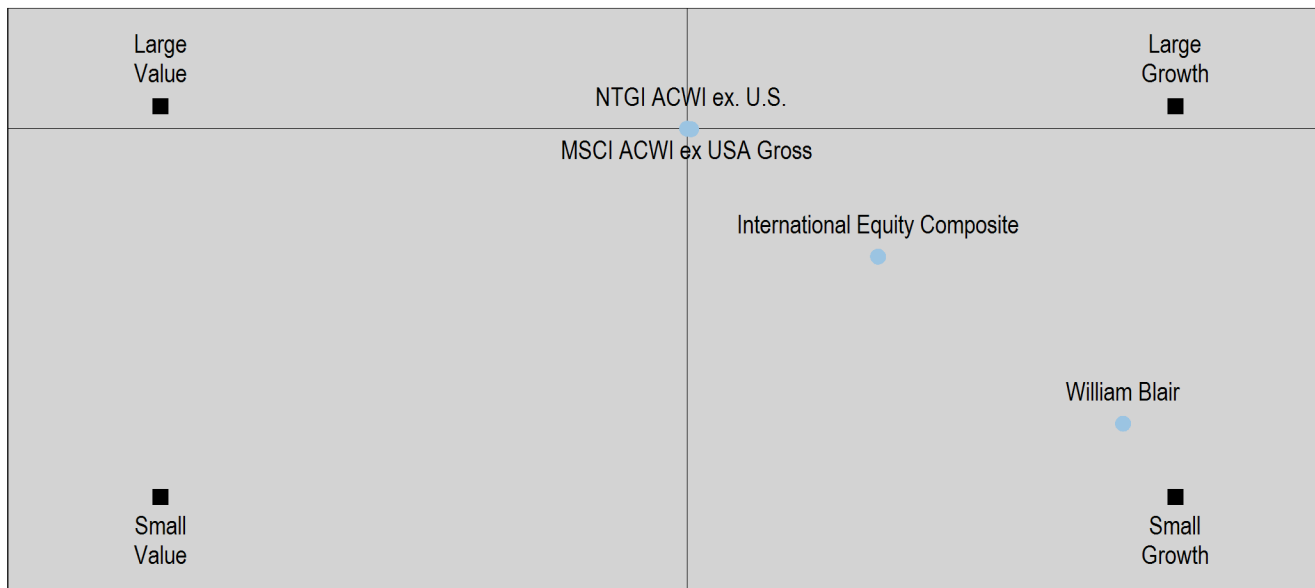 Large
Value
Large
Growth
NTGI ACWI ex. U.S.
MSCI ACWI ex USA Gross
International Equity Composite
William Blair
Small
Value
Small
Growth